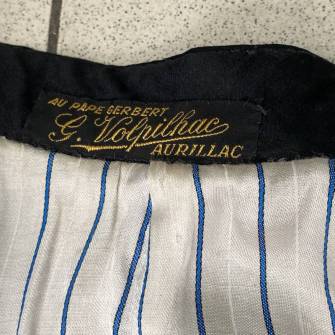 AU PAPE GERBERT
G. Volpilhac
AURILLAC